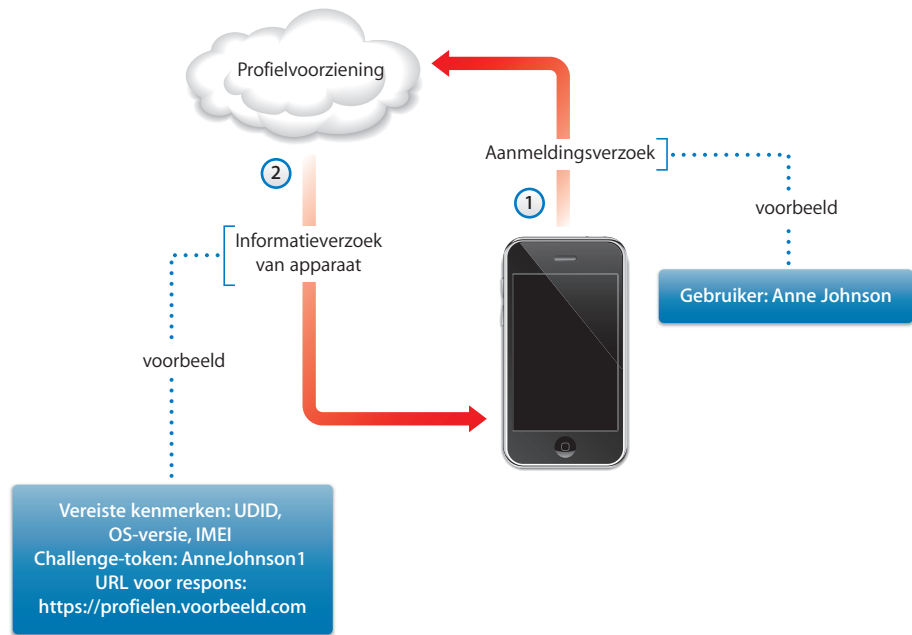 Profielvoorziening
Aanmeldingsverzoek
1
voorbeeld
Gebruiker: Anne Johnson
2
Informatieverzoek
van apparaat
voorbeeld
Vereiste kenmerken: UDID,
OS-versie, IMEI
Challenge-token: AnneJohnson1
URL voor respons:
https://profielen.voorbeeld.com